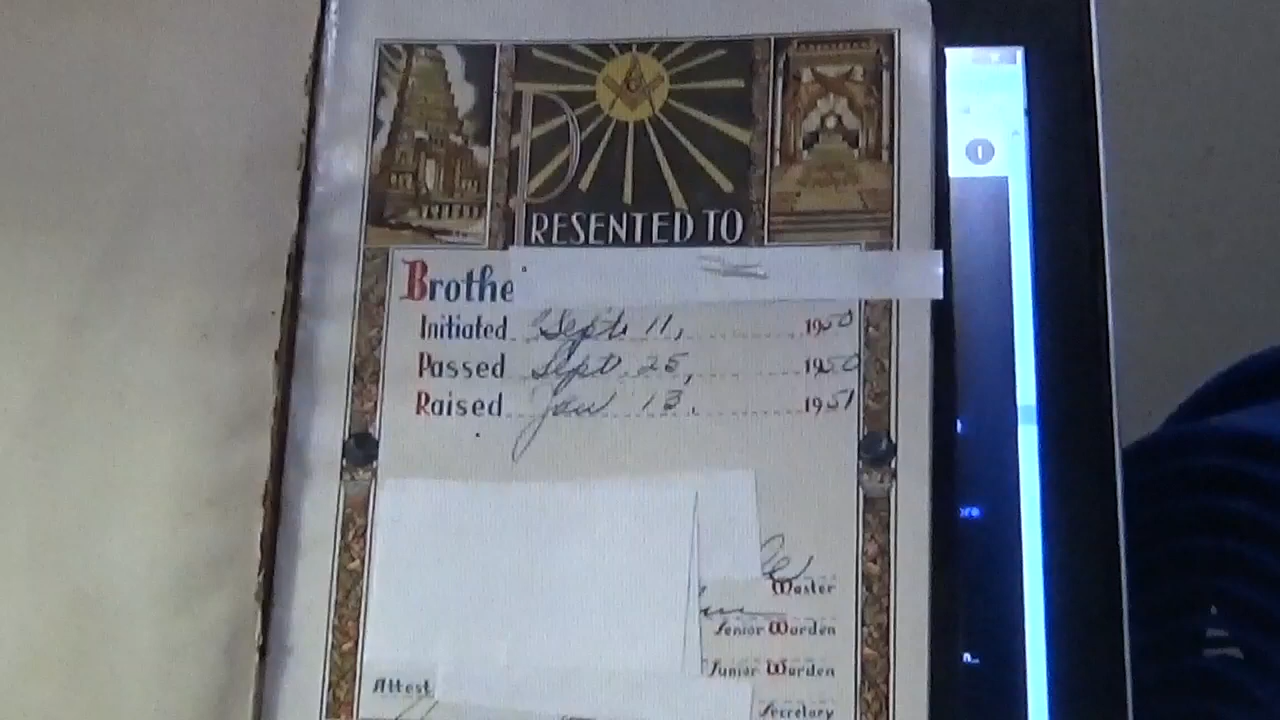 PRESENTED TO
Brothe
Initiated Sept. 11, 1950
Passed Sept. 25, 1950
Raised Jan 13, 1951
Master
Senior Warden
Junior Warden
Attest
Secretary